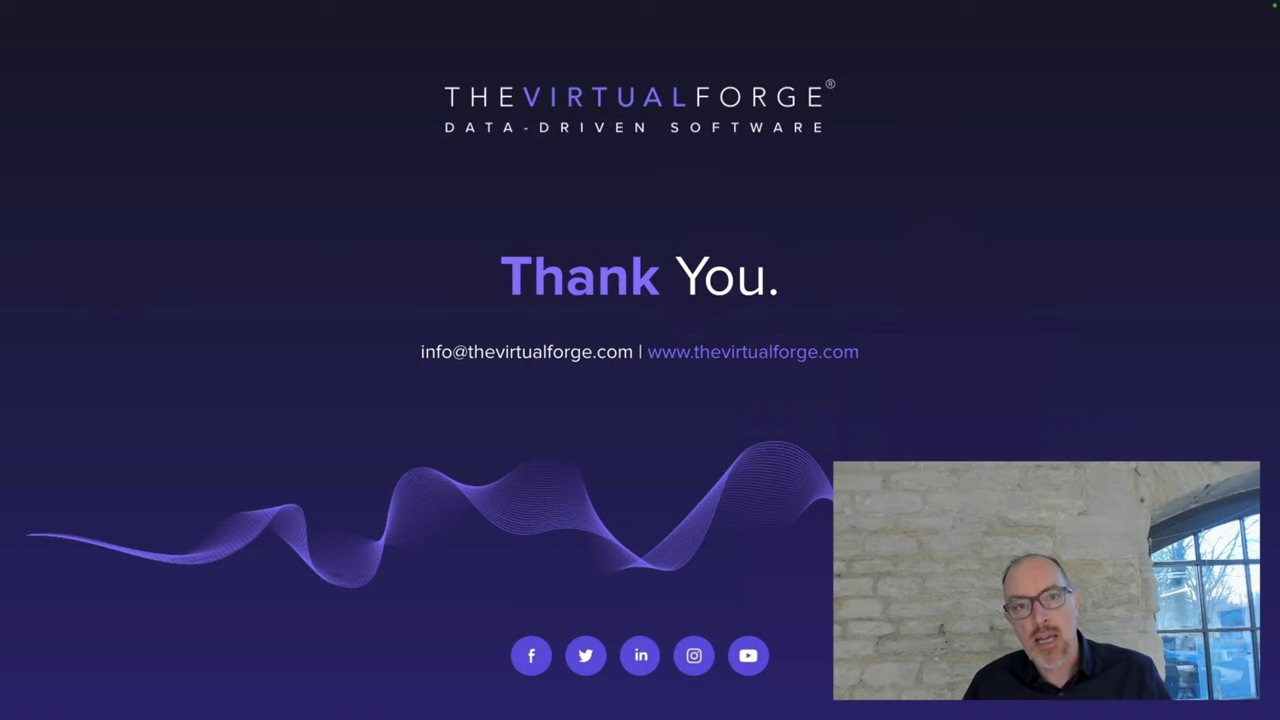 THEVIRTUALFORGE®
DATA-DRIVEN SOFTWARE
Thank You.
info@thevirtualforge.com | www.thevirtualforge.com